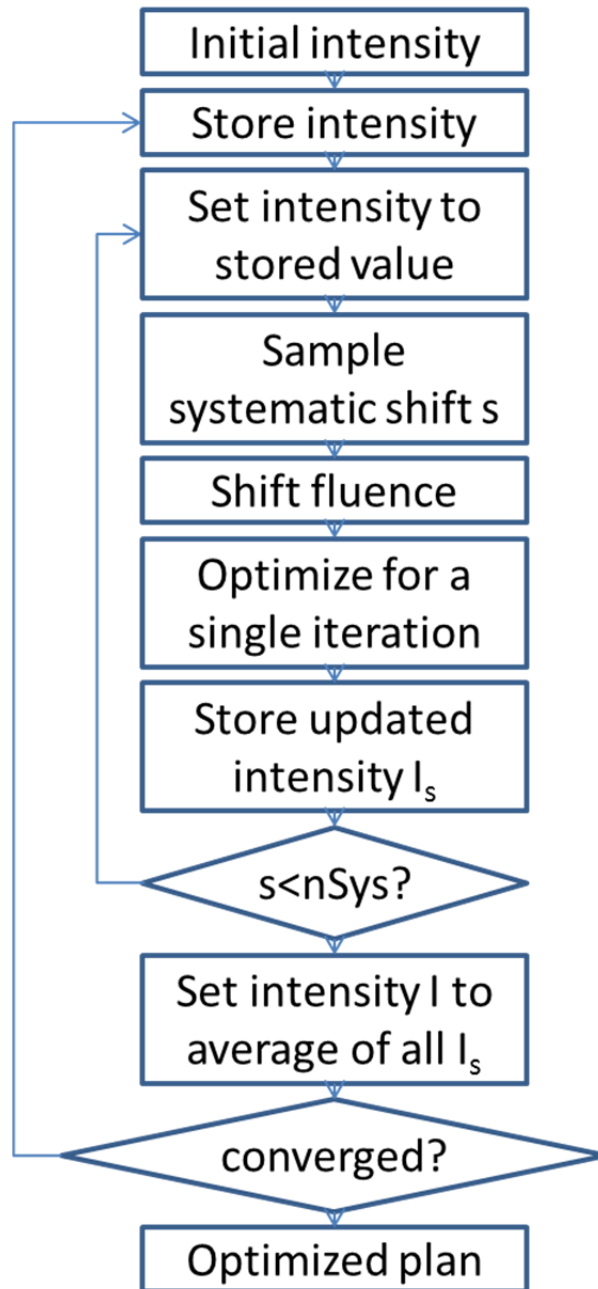 Initial intensity
Store intensity
Set intensity to
stored value
Sample
systematic shift s
Shift fluence
Optimize for a
single iteration
Store updated
intensity Iₛ
s<nSys?
Set intensity I to
average of all Iₛ
converged?
Optimized plan